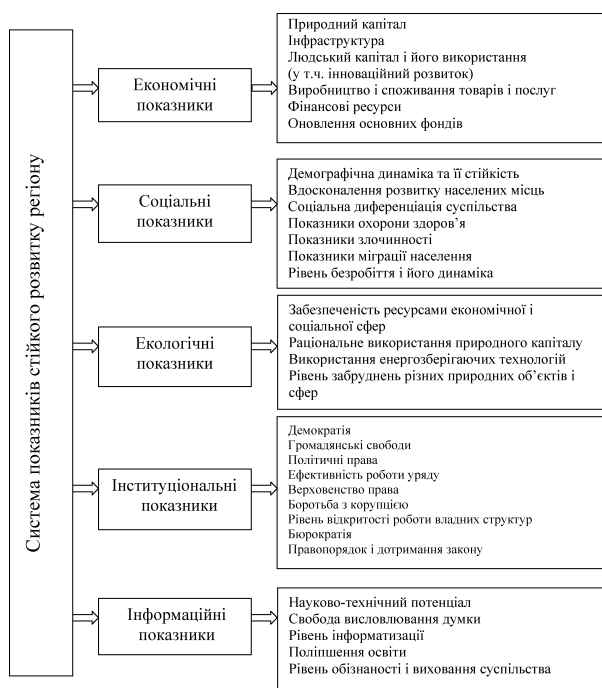 Система показників стійкого розвитку регіону
Економічні
показники
Природний капітал
Інфраструктура
Людський капітал і його використання
(у т.ч. інноваційний розвиток)
Виробництво і споживання товарів і послуг
Фінансові ресурси
Оновлення основних фондів
Соціальні
показники
Демографічна динаміка та її стійкість
Вдосконалення розвитку населених місць
Соціальна диференціація суспільства
Показники охорони здоров’я
Показники злочинності
Показники міграції населення
Рівень безробіття і його динаміка
Екологічні
показники
Забезпеченість ресурсами економічної і
соціальної сфер
Раціональне використання природного капіталу
Використання енергозберігаючих технологій
Рівень забруднень різних природних об’єктів і
сфер
Інституціональні
показники
Демократія
Громадянські свободи
Політичні права
Ефективність роботи уряду
Верховенство права
Боротьба з корупцією
Рівень відкритості роботи владних структур
Бюрократія
Правопорядок і дотримання закону
Інформаційні
показники
Науково-технічний потенціал
Свобода висловлювання думки
Рівень інформатизації
Поліпшення освіти
Рівень обізнаності і виховання суспільства